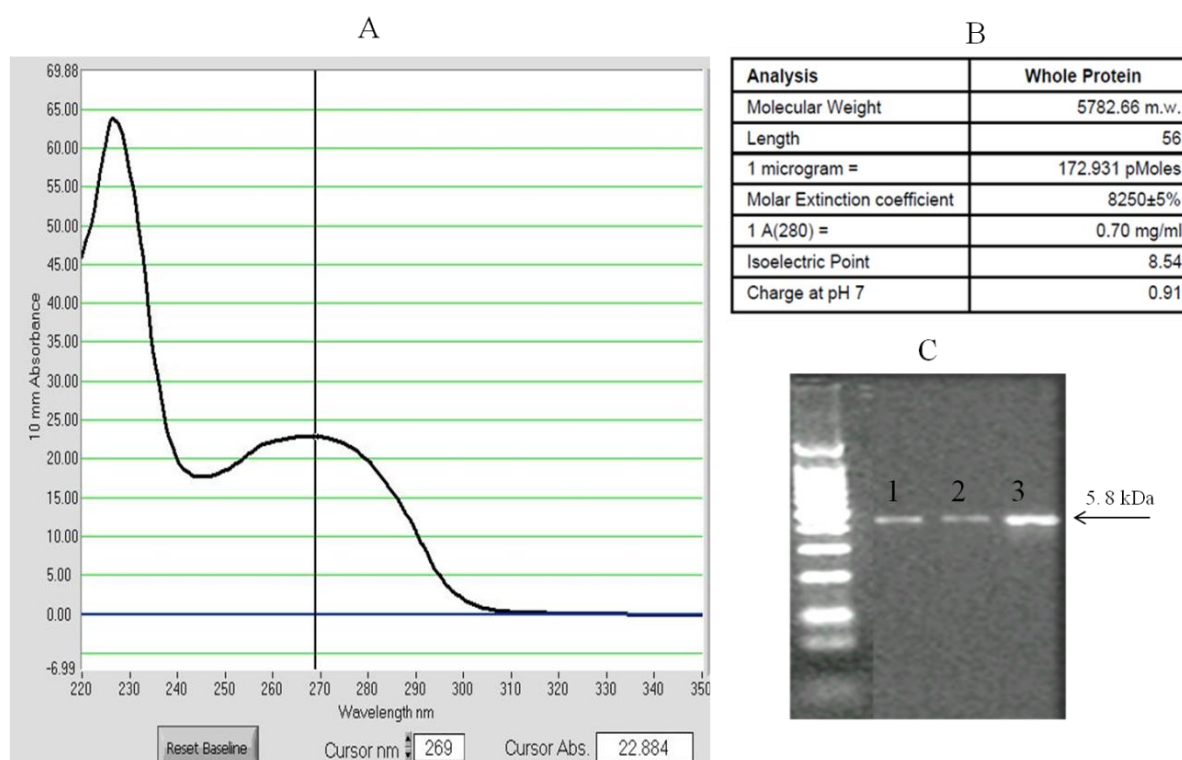 A
69.88
65.00
60.00
55.00
50.00
45.00
40.00
35.00
30.00
25.00
20.00
15.00
10.00
5.00
0.00
-6.99
10 mm Absorbance
220 230 240 250 260 270 280 290 300 310 320 330 340 350
Wavelength nm
Reset Baseline Cursor nm 269 Cursor Abs. 22.884
B
Analysis Whole Protein
Molecular Weight 5782.66 m.w.
Length 56
1 microgram = 172.931 pMoles
Molar Extinction coefficient 8250±5%
1 A(280) = 0.70 mg/ml
Isoelectric Point 8.54
Charge at pH 7 0.91
C
1 2 3
5.8 kDa